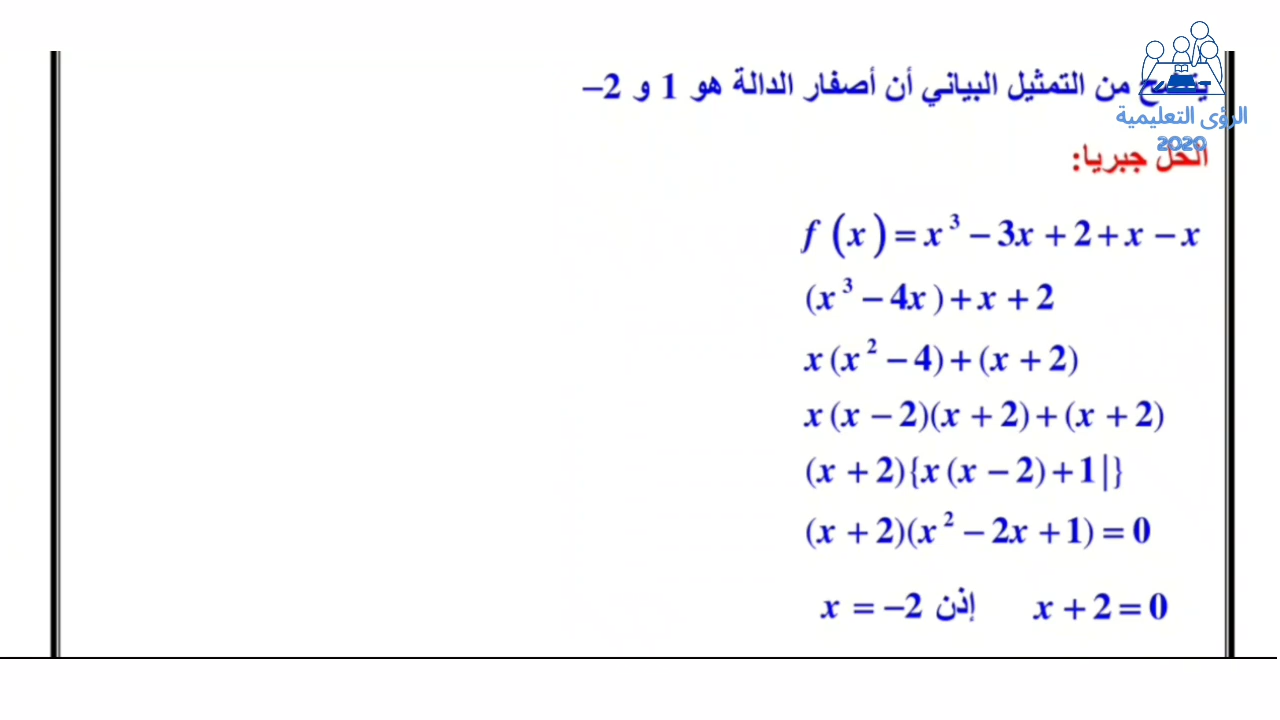 يتضح من التمثيل البياني أن أصفار الدالة هو 1 و 2–
الرؤى التعليمية
2020
الحل جبريا:
f (x) = x³ − 3x + 2 + x − x
(x³ − 4x) + x + 2
x (x² − 4) + (x + 2)
x (x − 2)(x + 2) + (x + 2)
(x + 2){x (x − 2) + 1|}
(x + 2)(x² − 2x + 1) = 0
x + 2 = 0 إذن x = −2